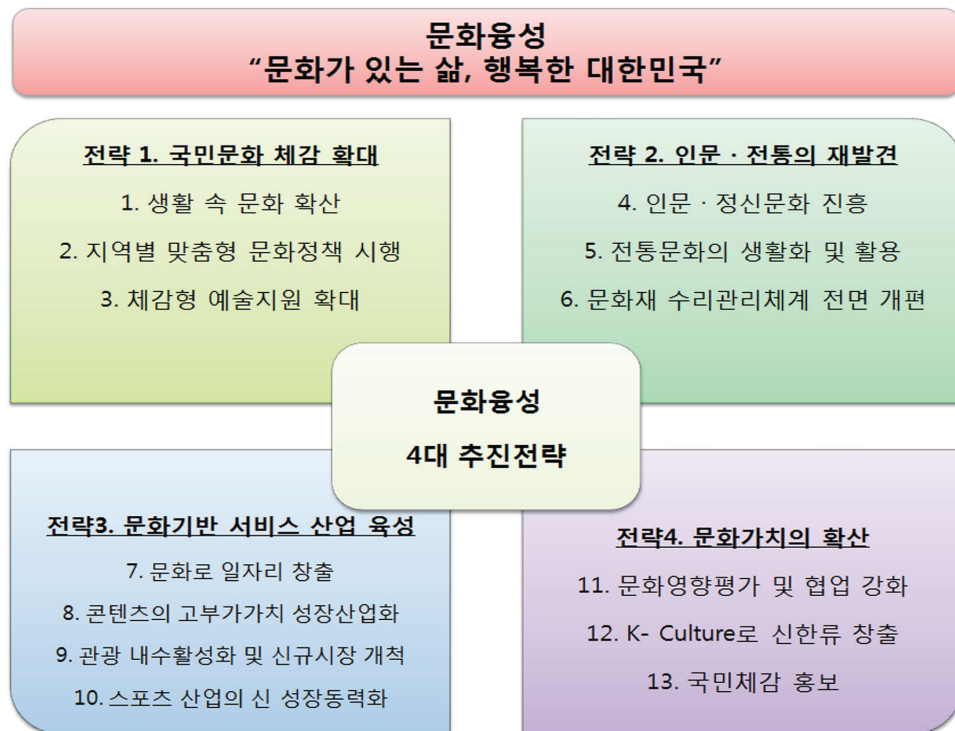 문화융성
“문화가 있는 삶, 행복한 대한민국”
전략 1. 국민문화 체감 확대
1. 생활 속 문화 확산
2. 지역별 맞춤형 문화정책 시행
3. 체감형 예술지원 확대
전략 2. 인문 · 전통의 재발견
4. 인문 · 정신문화 진흥
5. 전통문화의 생활화 및 활용
6. 문화재 수리관리체계 전면 개편
문화융성
4대 추진전략
전략3. 문화기반 서비스 산업 육성
7. 문화로 일자리 창출
8. 콘텐츠의 고부가가치 성장산업화
9. 관광 내수활성화 및 신규시장 개척
10. 스포츠 산업의 신 성장동력화
전략4. 문화가치의 확산
11. 문화영향평가 및 협업 강화
12. K- Culture로 신한류 창출
13. 국민체감 홍보